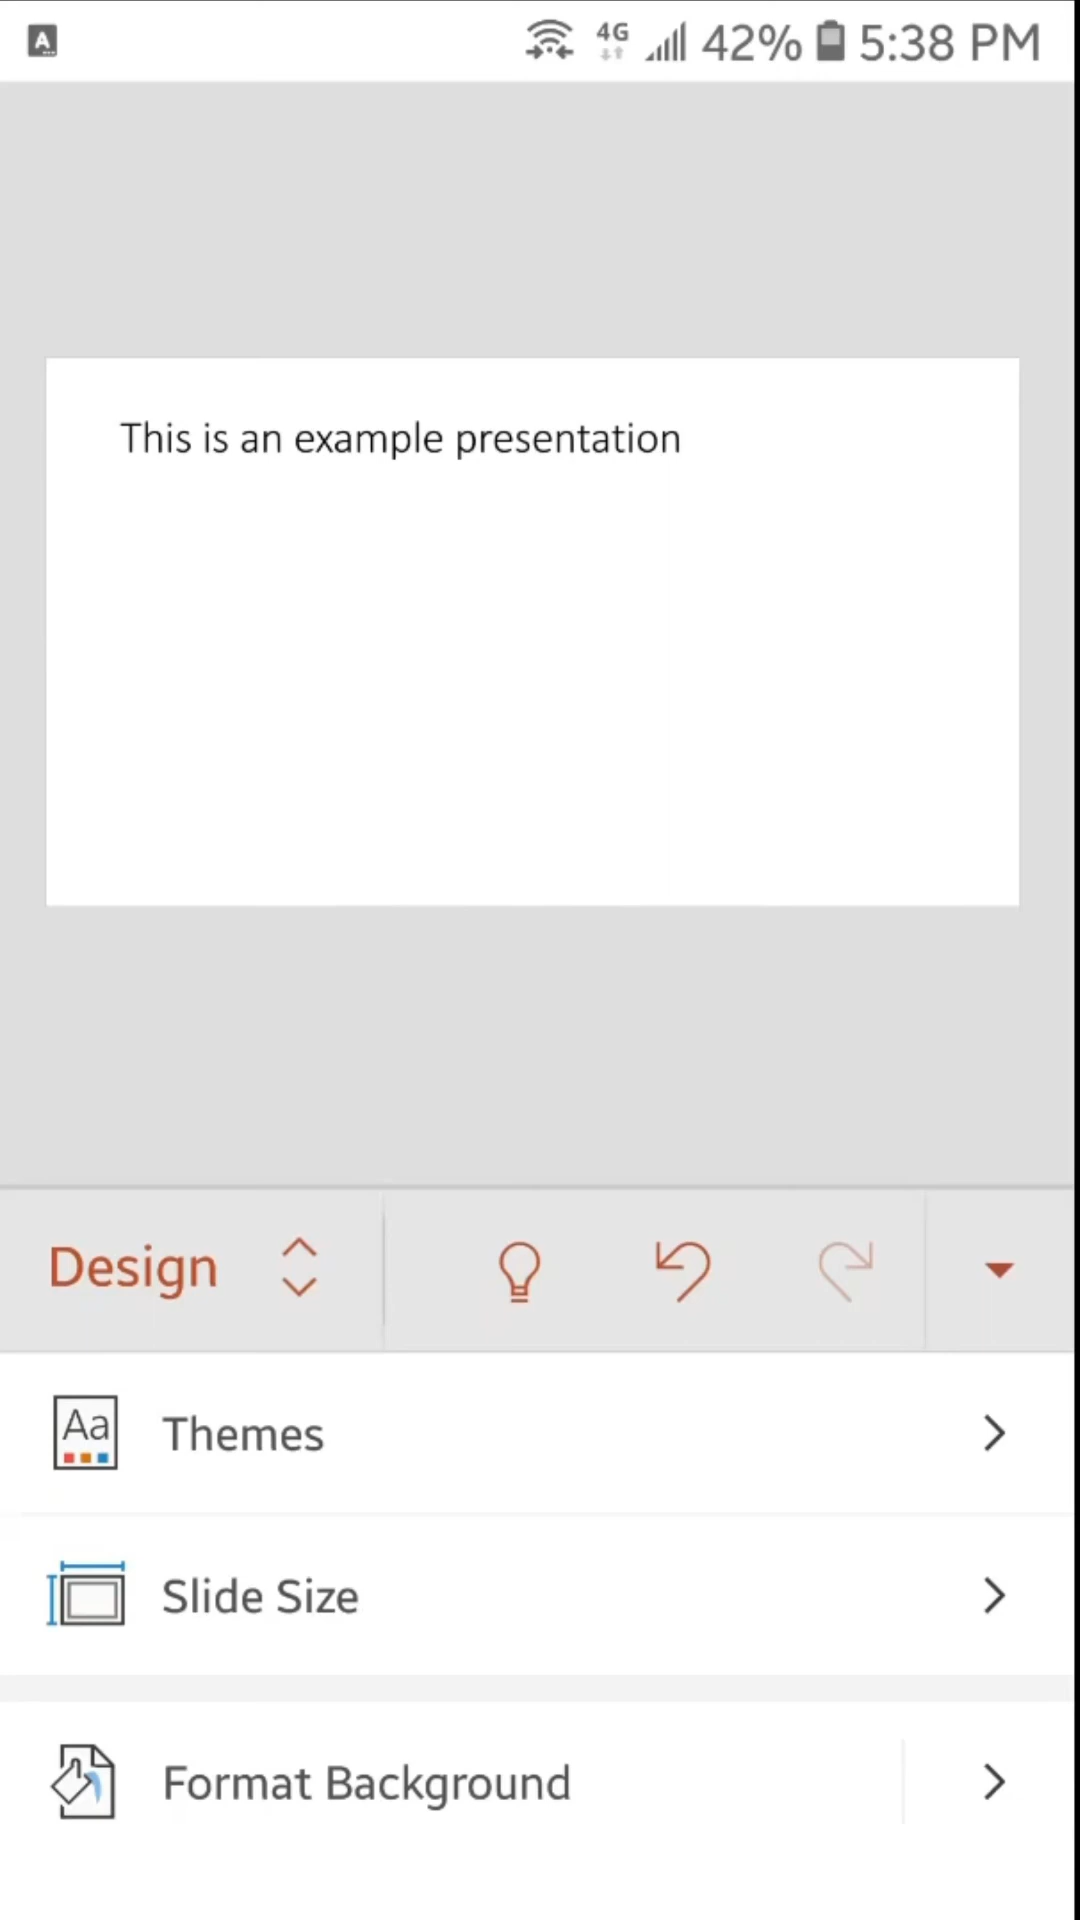 A
4G 42% 5:38 PM
This is an example presentation
Design
Aa Themes
Slide Size
Format Background